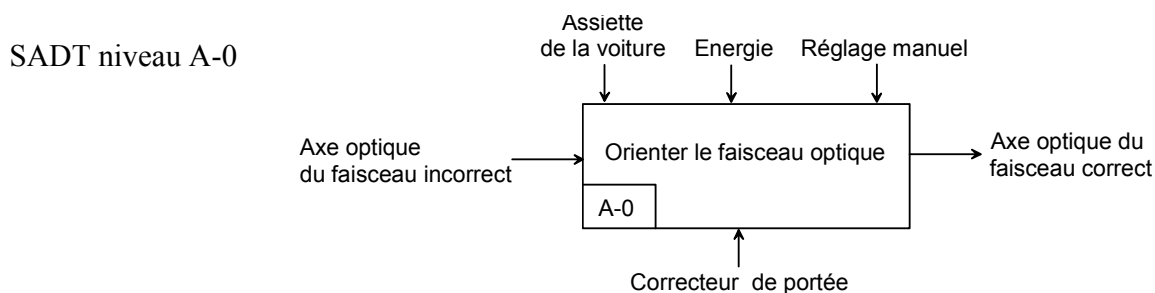 SADT niveau A-0
Assiette
de la voiture
Energie
Réglage manuel
Axe optique
du faisceau incorrect
Orienter le faisceau optique
Axe optique du
faisceau correct
A-0
Correcteur de portée